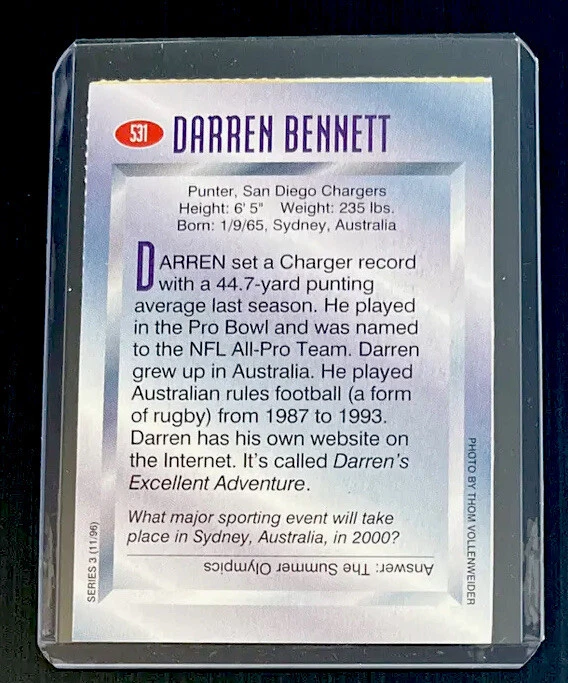 531 DARREN BENNETT
Punter, San Diego Chargers
Height: 6' 5" Weight: 235 lbs.
Born: 1/9/65, Sydney, Australia
DARREN set a Charger record
with a 44.7-yard punting
average last season. He played
in the Pro Bowl and was named
to the NFL All-Pro Team. Darren
grew up in Australia. He played
Australian rules football (a form
of rugby) from 1987 to 1993.
Darren has his own website on
the Internet. It's called Darren's
Excellent Adventure.
What major sporting event will take
place in Sydney, Australia, in 2000?
Answer: The Summer Olympics
SERIES 3 (11/96)
PHOTO BY THOM VOLLENWEIDER